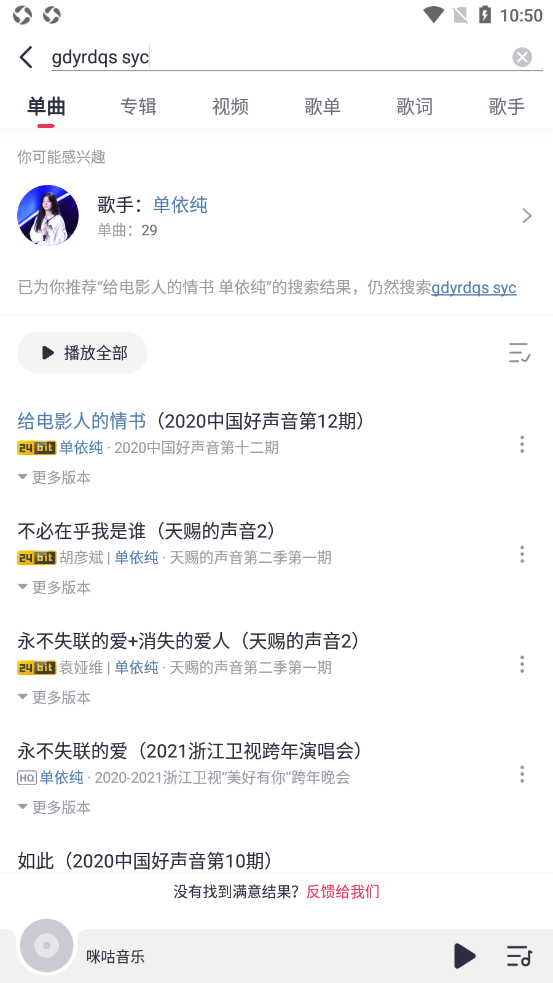 10:50
gdyrdqs syc
单曲 专辑 视频 歌单 歌词 歌手
你可能感兴趣
歌手：单依纯
单曲：29
已为你推荐“给电影人的情书 单依纯”的搜索结果，仍然搜索gdyrdqs syc
播放全部
给电影人的情书（2020中国好声音第12期）
24bit 单依纯 · 2020中国好声音第十二期
更多版本
不必在乎我是谁（天赐的声音2）
24bit 胡彦斌 | 单依纯 · 天赐的声音第二季第一期
更多版本
永不失联的爱+消失的爱人（天赐的声音2）
24bit 袁娅维 | 单依纯 · 天赐的声音第二季第一期
更多版本
永不失联的爱（2021浙江卫视跨年演唱会）
HQ 单依纯 · 2020-2021浙江卫视“美好有你”跨年晚会
更多版本
如此（2020中国好声音第10期）
没有找到满意结果？反馈给我们
咪咕音乐